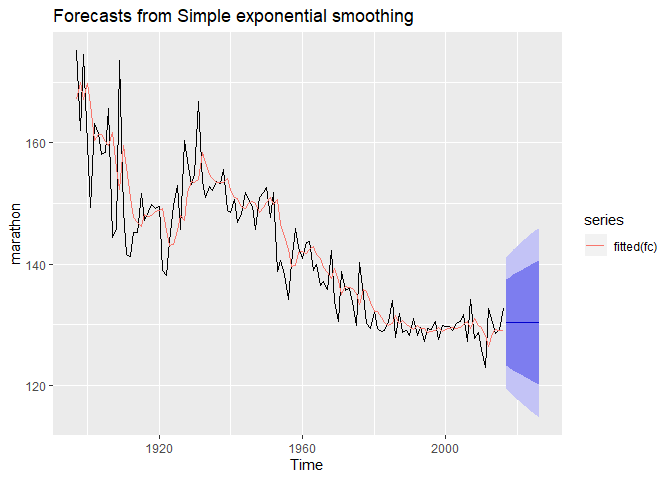 Forecasts from Simple exponential smoothing
160
140
120
marathon
1920
1960
2000
Time
series
fitted(fc)